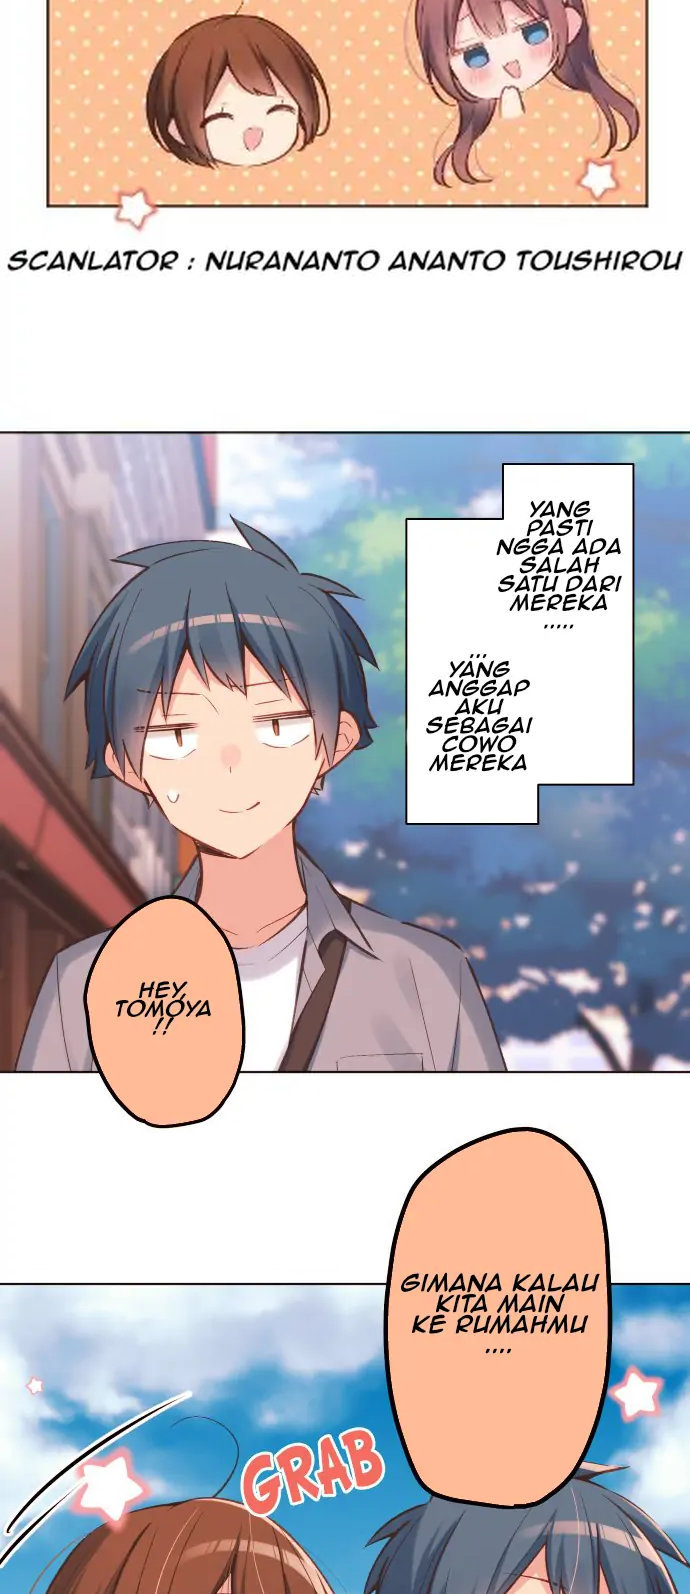 SCANLATOR : NURANANTO ANANTO TOUSHIROU
YANG
PASTI
NGGA ADA
SALAH
SATU DARI
MEREKA
.....
...
YANG
ANGGAP
AKU
SEBAGAI
COWO
MEREKA
HEY,
TOMOYA
!!
GIMANA KALAU
KITA MAIN
KE RUMAHMU
....
GRAB